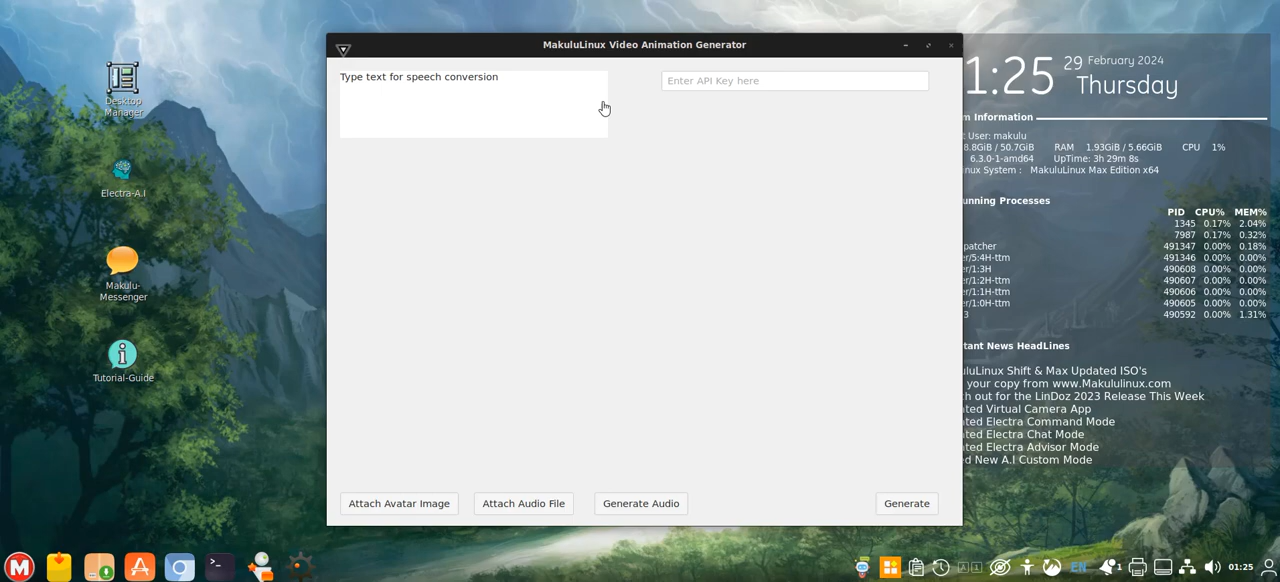 MakuluLinux Video Animation Generator
Type text for speech conversion
Enter API Key here
Attach Avatar Image
Attach Audio File
Generate Audio
Generate
Desktop
Manager
Electra-A.I
Makulu-
Messenger
Tutorial-Guide
1:25
29 February 2024
Thursday
m Information
: User: makulu
8.8GiB / 50.7GiB RAM 1.93GiB / 5.66GiB CPU 1%
6.3.0-1-amd64 UpTime: 3h 29m 8s
inux System : MakuluLinux Max Edition x64
unning Processes
PID CPU% MEM%
1345 0.17% 2.04%
7987 0.17% 0.32%
patcher 491347 0.00% 0.18%
er/5:4H-ttm 491346 0.00% 0.00%
er/1:3H 490608 0.00% 0.00%
er/1:2H-ttm 490607 0.00% 0.00%
er/1:1H-ttm 490606 0.00% 0.00%
er/1:0H-ttm 490605 0.00% 0.00%
3 490592 0.00% 1.31%
tant News HeadLines
uluLinux Shift & Max Updated ISO's
your copy from www.Makululinux.com
ch out for the LinDoz 2023 Release This Week
ated Virtual Camera App
ated Electra Command Mode
ated Electra Chat Mode
ated Electra Advisor Mode
ed New A.I Custom Mode
M
>_
A 1
EN
1
01:25